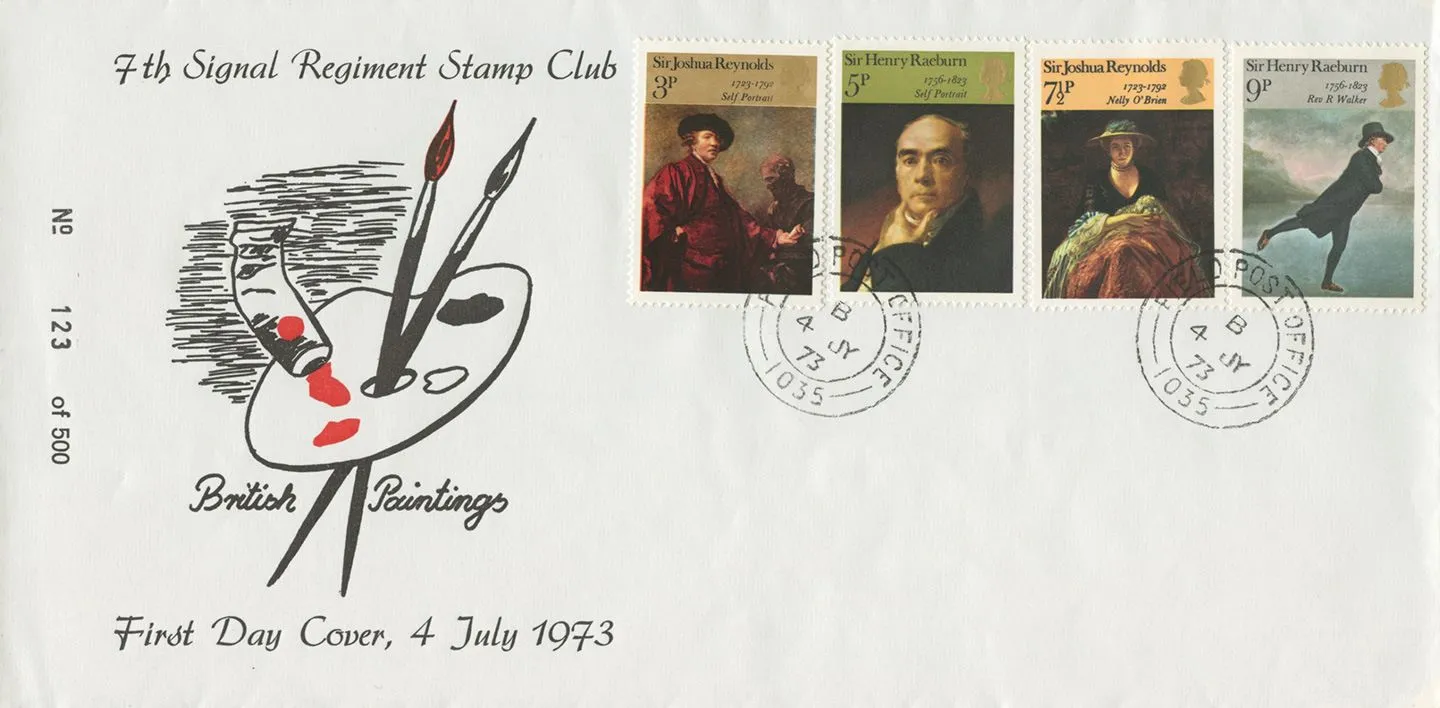 7th Signal Regiment Stamp Club
Nº 123 of 500
British Paintings
First Day Cover, 4 July 1973
Sir Joshua Reynolds
3P
1723-1792
Self Portrait
Sir Henry Raeburn
5P
1756-1823
Self Portrait
Sir Joshua Reynolds
7½P
1723-1792
Nelly O'Brien
Sir Henry Raeburn
9P
1756-1823
Rev R Walker
FIELD POST OFFICE
B
4 JY
73
1035
FIELD POST OFFICE
B
4 JY
73
1035